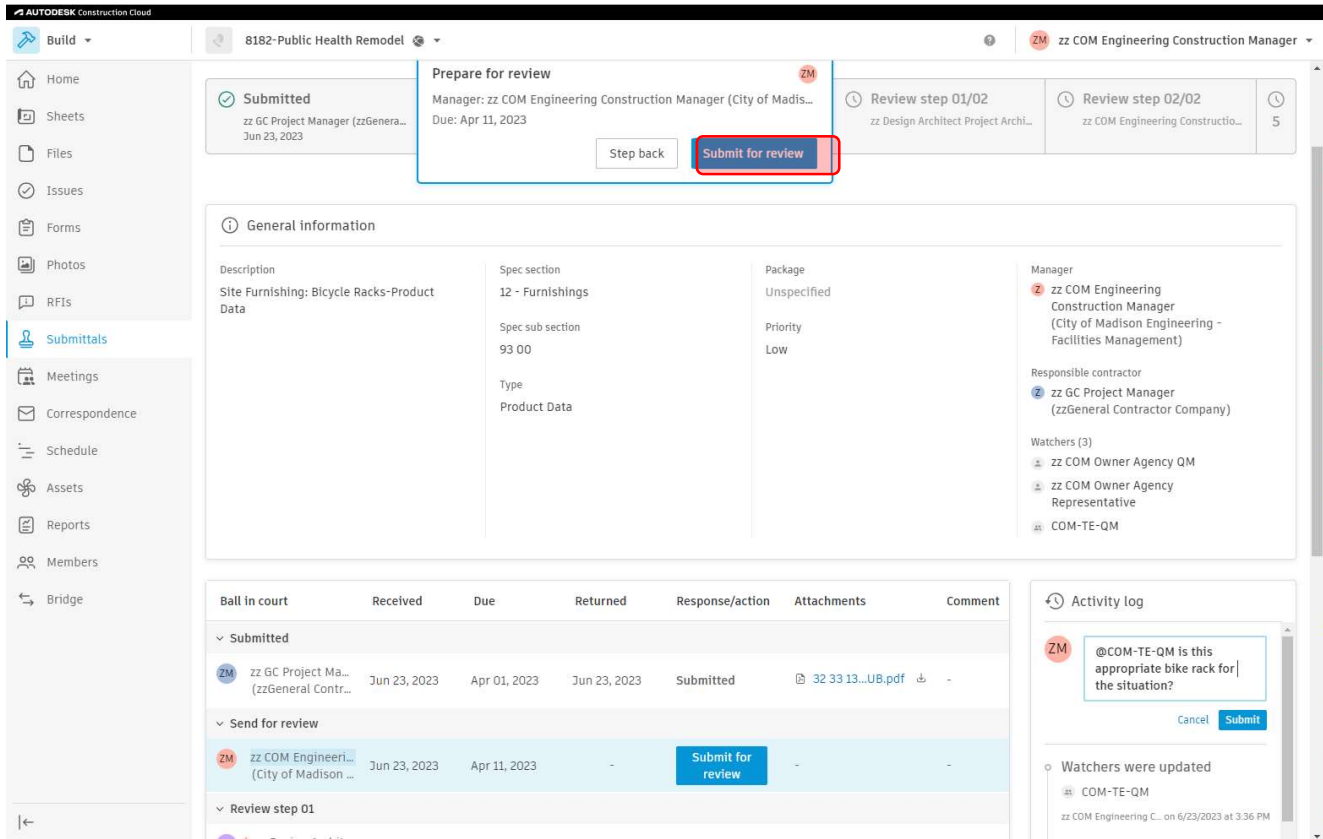 AUTODESK Construction Cloud
Build
8182-Public Health Remodel
ZM zz COM Engineering Construction Manager
Home
Sheets
Files
Issues
Forms
Photos
RFIs
Submittals
Meetings
Correspondence
Schedule
Assets
Reports
Members
Bridge
Submitted
zz GC Project Manager (zzGenera...
Jun 23, 2023
Prepare for review
ZM
Manager: zz COM Engineering Construction Manager (City of Madis...
Due: Apr 11, 2023
Step back
Submit for review
Review step 01/02
zz Design Architect Project Archi...
Review step 02/02
zz COM Engineering Constructio...
5
General information
Description
Site Furnishing: Bicycle Racks-Product
Data
Spec section
12 - Furnishings
Spec sub section
93 00
Type
Product Data
Package
Unspecified
Priority
Low
Manager
Z zz COM Engineering
Construction Manager
(City of Madison Engineering -
Facilities Management)
Responsible contractor
Z zz GC Project Manager
(zzGeneral Contractor Company)
Watchers (3)
zz COM Owner Agency QM
zz COM Owner Agency
Representative
COM-TE-QM
Ball in court Received Due Returned Response/action Attachments Comment
Submitted
ZM zz GC Project Ma...
(zzGeneral Contr...
Jun 23, 2023 Apr 01, 2023 Jun 23, 2023 Submitted 32 33 13...UB.pdf -
Send for review
ZM zz COM Engineeri...
(City of Madison ...
Jun 23, 2023 Apr 11, 2023 - Submit for
review
- -
Review step 01
Activity log
ZM
@COM-TE-QM is this
appropriate bike rack for
the situation?
Cancel Submit
Watchers were updated
COM-TE-QM
zz COM Engineering C... on 6/23/2023 at 3:36 PM